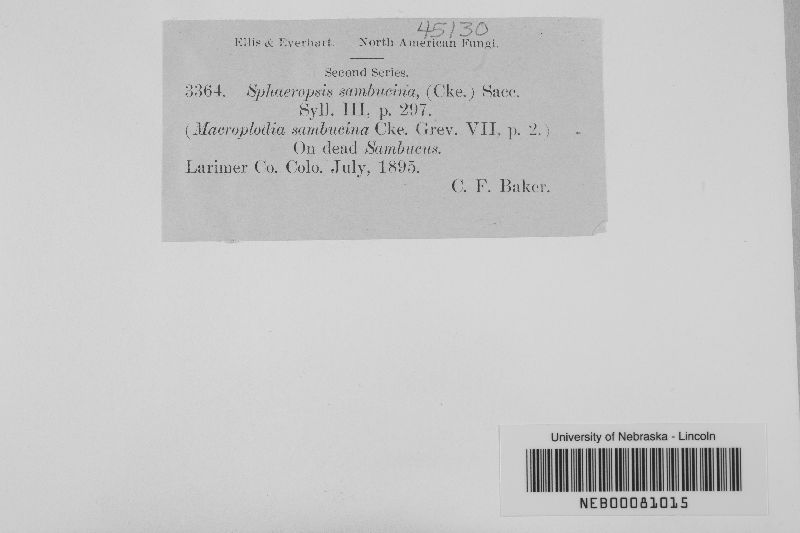 45130
Ellis & Everhart. North American Fungi.
Second Series.
3364. Sphaeropsis sambucina, (Cke.) Sacc.
Syll. III, p. 297.
(Macroplodia sambucina Cke. Grev. VII, p. 2.)
On dead Sambucus.
Larimer Co. Colo. July, 1895.
C. F. Baker.
University of Nebraska - Lincoln
NEB00081015